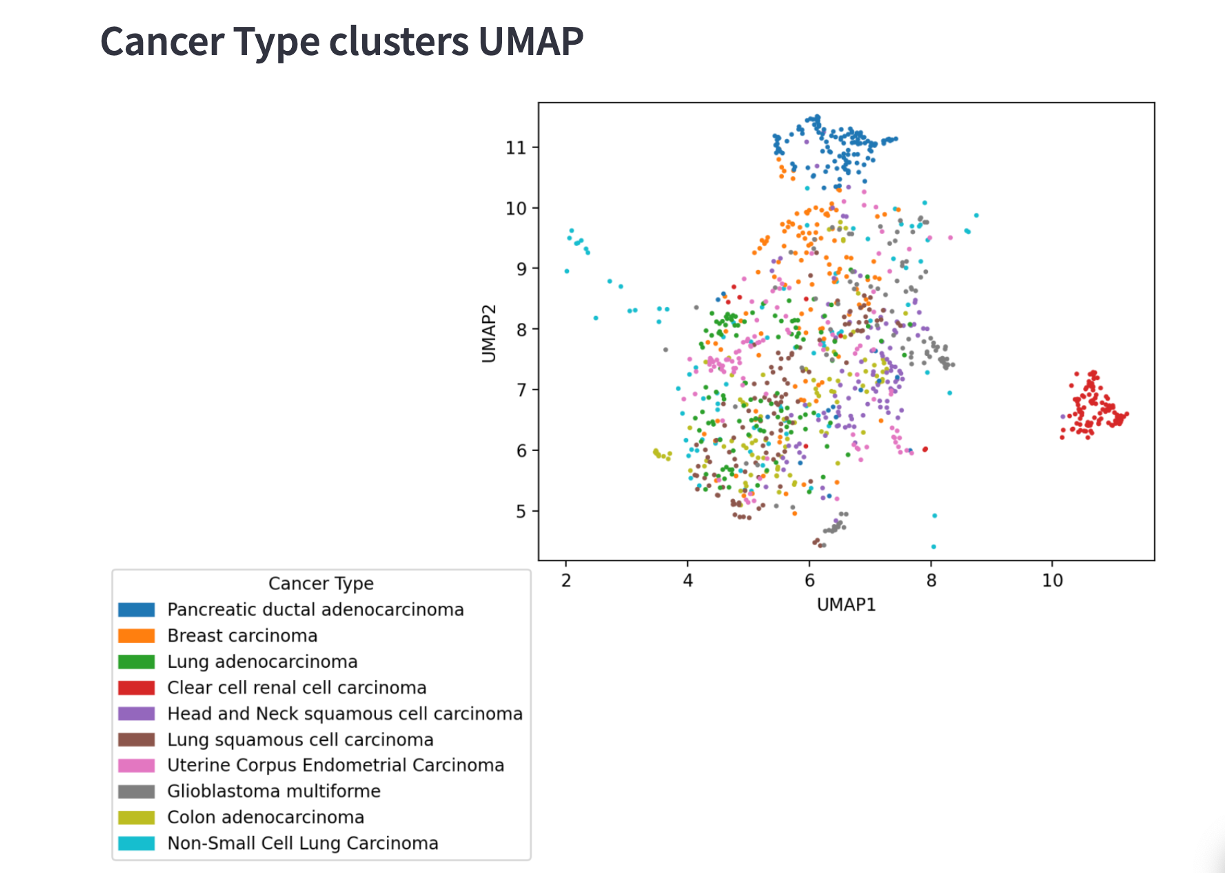 Cancer Type clusters UMAP
11
10
9
8
7
6
5
UMAP2
2 4 6 8 10
UMAP1
Cancer Type
Pancreatic ductal adenocarcinoma
Breast carcinoma
Lung adenocarcinoma
Clear cell renal cell carcinoma
Head and Neck squamous cell carcinoma
Lung squamous cell carcinoma
Uterine Corpus Endometrial Carcinoma
Glioblastoma multiforme
Colon adenocarcinoma
Non-Small Cell Lung Carcinoma